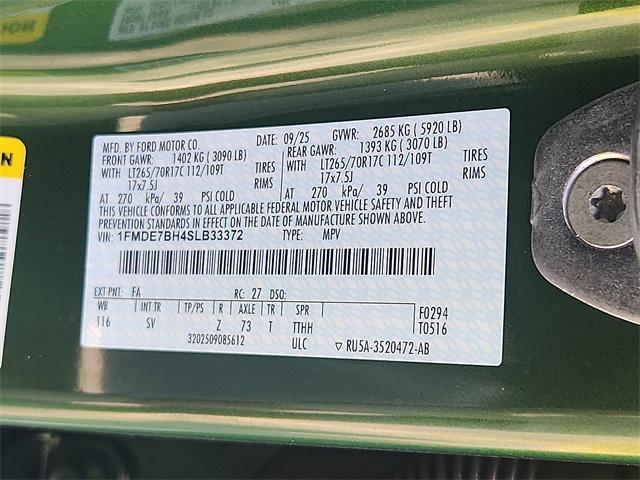 ION
N
MFD. BY FORD MOTOR CO. DATE: 09/25 GVWR: 2685 KG ( 5920 LB)
FRONT GAWR: 1402 KG ( 3090 LB) REAR GAWR: 1393 KG ( 3070 LB)
WITH LT265/70R17C 112/109T TIRES WITH LT265/70R17C 112/109T TIRES
17x7.5J RIMS 17x7.5J RIMS
AT 270 kPa/ 39 PSI COLD AT 270 kPa/ 39 PSI COLD
THIS VEHICLE CONFORMS TO ALL APPLICABLE FEDERAL MOTOR VEHICLE SAFETY AND THEFT
PREVENTION STANDARDS IN EFFECT ON THE DATE OF MANUFACTURE SHOWN ABOVE.
VIN: 1FMDE7BH4SLB33372 TYPE: MPV
EXT PNT: FA RC: 27 DSO:
WB INT TR TP/PS R AXLE TR SPR F0294
116 SV Z 73 T TTHH T0516
3202509085612 ULC ▽ RU5A-3520472-AB